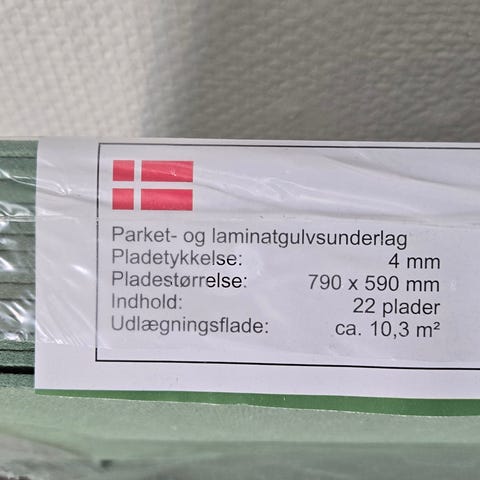 Parket- og laminatgulvsunderlag
Pladetykkelse: 4 mm
Pladestørrelse: 790 x 590 mm
Indhold: 22 plader
Udlægningsflade: ca. 10,3 m²